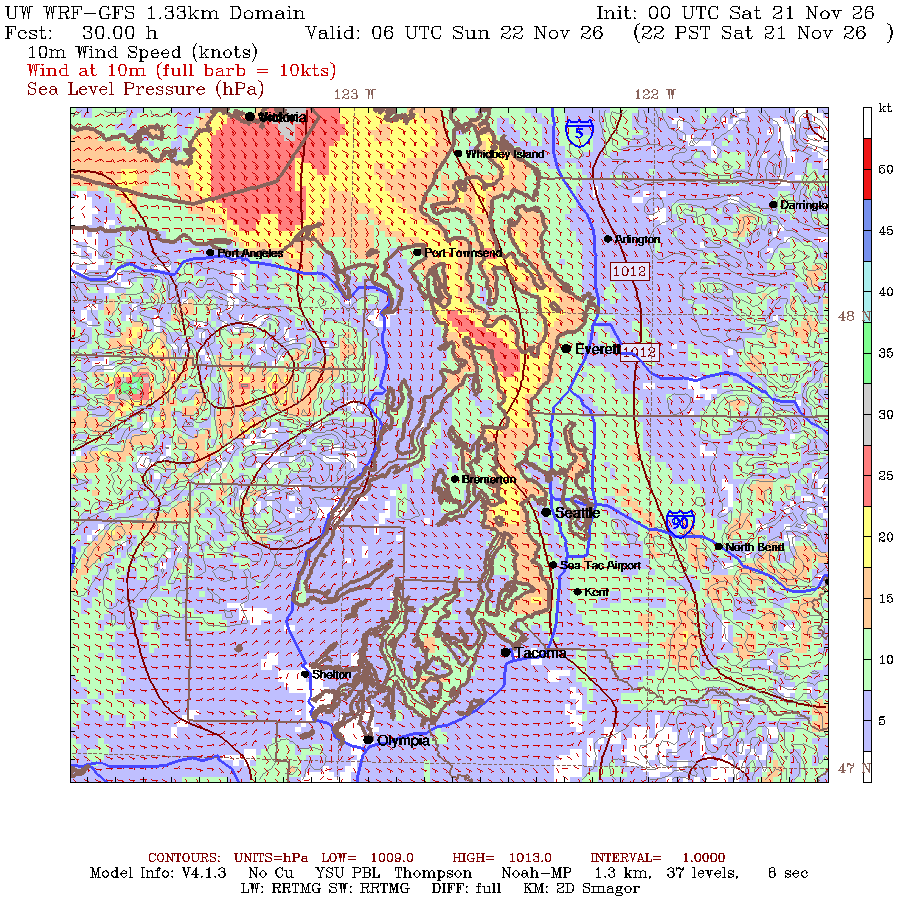 UW WRF-GFS 1.33km Domain Init: 00 UTC Sat 21 Nov 26
Fcst: 30.00 h Valid: 06 UTC Sun 22 Nov 26 (22 PST Sat 21 Nov 26 )
10m Wind Speed (knots)
Wind at 10m (full barb = 10kts)
Sea Level Pressure (hPa)
123 W 122 W
kt
Victoria
5
Whidbey Island
60
Darringto
45
Arlington
Port Angeles
Port Townsend
1012
40
48 N
Everett
1012
35
30
25
Bremerton
Seattle
90
20
North Bend
Sea-Tac Airport
Kent
15
Tacoma
10
Shelton
5
Olympia
47 N
CONTOURS: UNITS=hPa LOW= 1009.0 HIGH= 1013.0 INTERVAL= 1.0000
Model Info: V4.1.3 No Cu YSU PBL Thompson Noah-MP 1.3 km, 37 levels, 8 sec
LW: RRTMG SW: RRTMG DIFF: full KM: 2D Smagor